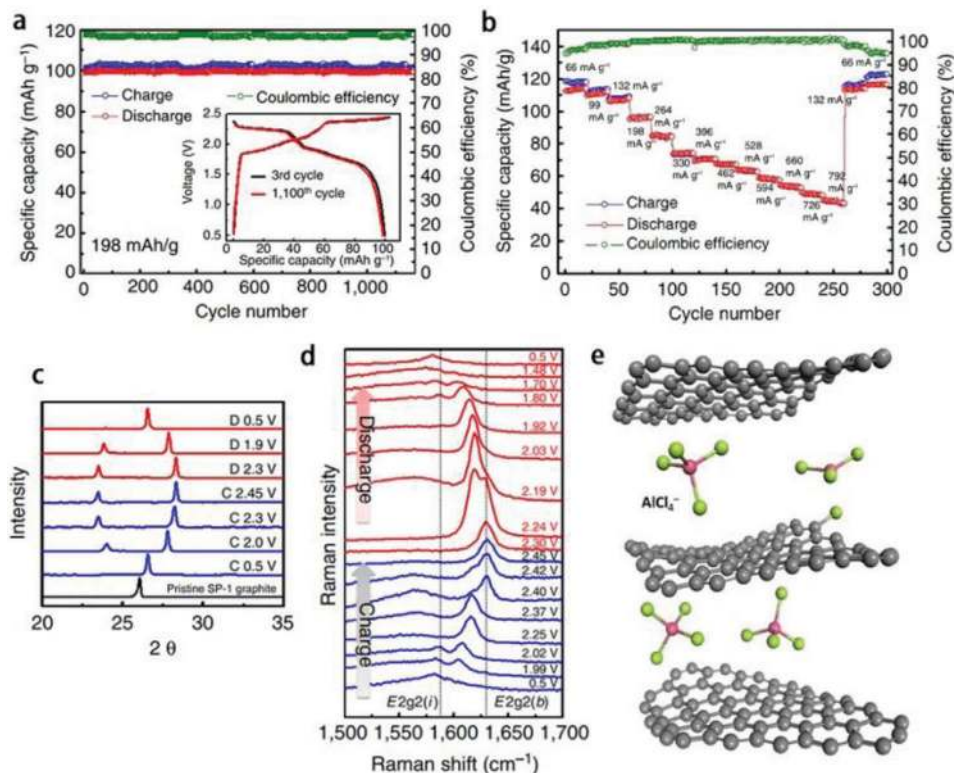 a
Specific capacity (mAh g⁻¹)
120
100
80
60
40
20
0
Charge
Discharge
Coulombic efficiency
Voltage (V)
2.5
2.0
1.5
1.0
0.5
3rd cycle
1,100th cycle
0 20 40 60 80 100
Specific capacity (mAh g⁻¹)
198 mAh/g
0 200 400 600 800 1,000
Cycle number
100
90
80
70
60
50
40
30
20
10
0
Coulombic efficiency (%)
b
Specific capacity (mAh/g)
140
120
100
80
60
40
20
0
66 mA g⁻¹
99
mA g⁻¹
132 mA g⁻¹
198
mA g⁻¹
264
mA g⁻¹
330
mA g⁻¹
396
mA g⁻¹
462
mA g⁻¹
528
mA g⁻¹
594
mA g⁻¹
660
mA g⁻¹
726
mA g⁻¹
792
mA g⁻¹
132 mA g⁻¹
66 mA g⁻¹
Charge
Discharge
Coulombic efficiency
0 50 100 150 200 250 300
Cycle number
100
90
80
70
60
50
40
30
20
10
0
Coulombic efficiency (%)
c
Intensity
D 0.5 V
D 1.9 V
D 2.3 V
C 2.45 V
C 2.3 V
C 2.0 V
C 0.5 V
Pristine SP-1 graphite
20 25 30 35
2 θ
d
Raman intensity
Discharge
Charge
0.5 V
1.48 V
1.70 V
1.80 V
1.92 V
2.03 V
2.19 V
2.24 V
2.30 V
2.45 V
2.42 V
2.40 V
2.37 V
2.25 V
2.02 V
1.99 V
0.5 V
E2g2(i)
E2g2(b)
1,500 1,600 1,650 1,700
Raman shift (cm⁻¹)
e
AlCl₄⁻